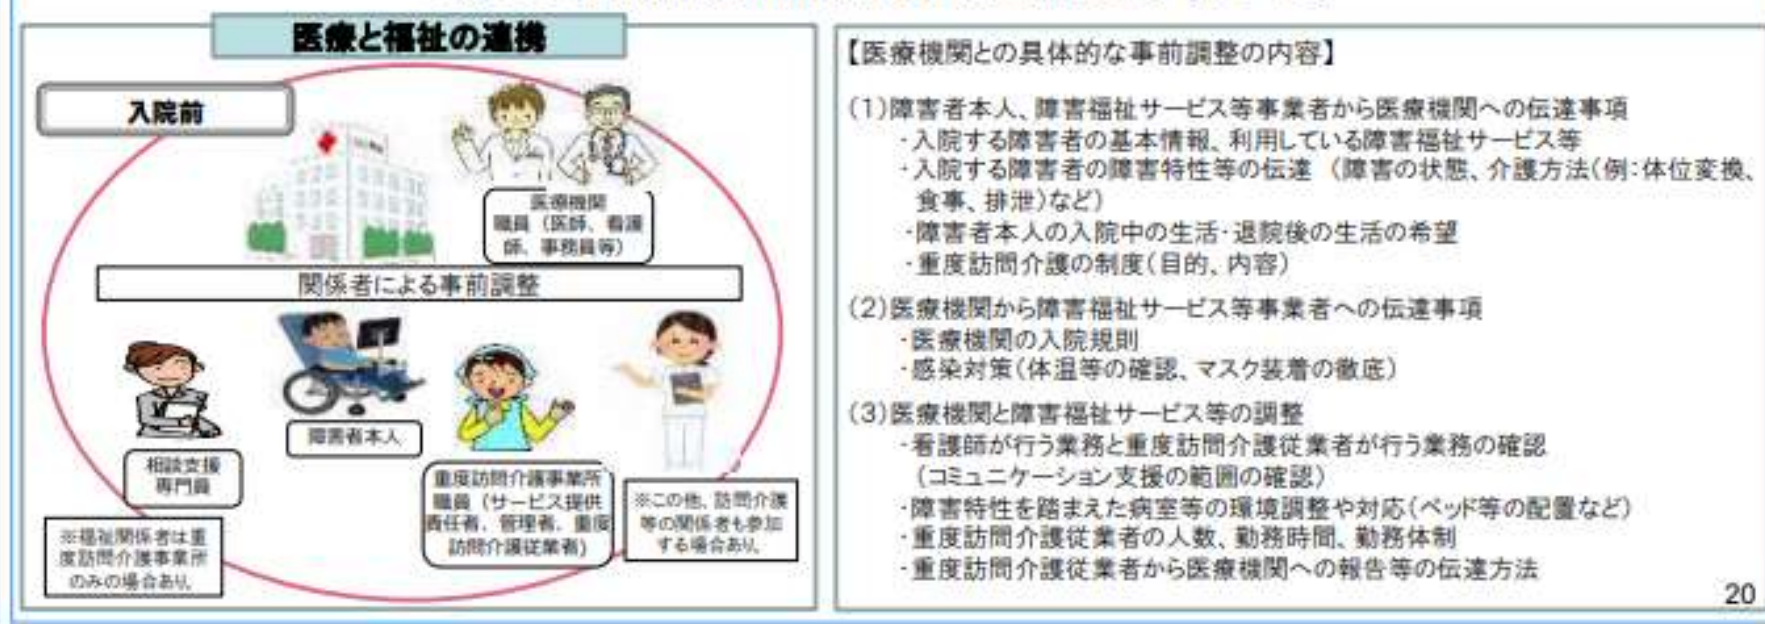 医療と福祉の連携
入院前
医療機関
職員（医師、看護
師、事務員等）
関係者による事前調整
相談支援
専門員
障害者本人
重度訪問介護事業所
職員（サービス提供
責任者、管理者、重度
訪問介護従業者）
※この他、訪問介護
等の関係者も参加
する場合あり。
※福祉関係者は重
度訪問介護事業所
のみの場合あり。
【医療機関との具体的な事前調整の内容】
（1）障害者本人、障害福祉サービス等事業者から医療機関への伝達事項
・入院する障害者の基本情報、利用している障害福祉サービス等
・入院する障害者の障害特性等の伝達 （障害の状態、介護方法（例：体位変換、
食事、排泄）など）
・障害者本人の入院中の生活・退院後の生活の希望
・重度訪問介護の制度（目的、内容）
（2）医療機関から障害福祉サービス等事業者への伝達事項
・医療機関の入院規則
・感染対策（体温等の確認、マスク装着の徹底）
（3）医療機関と障害福祉サービス等の調整
・看護師が行う業務と重度訪問介護従業者が行う業務の確認
（コミュニケーション支援の範囲の確認）
・障害特性を踏まえた病室等の環境調整や対応（ベッド等の配置など）
・重度訪問介護従業者の人数、勤務時間、勤務体制
・重度訪問介護従業者から医療機関への報告等の伝達方法
20